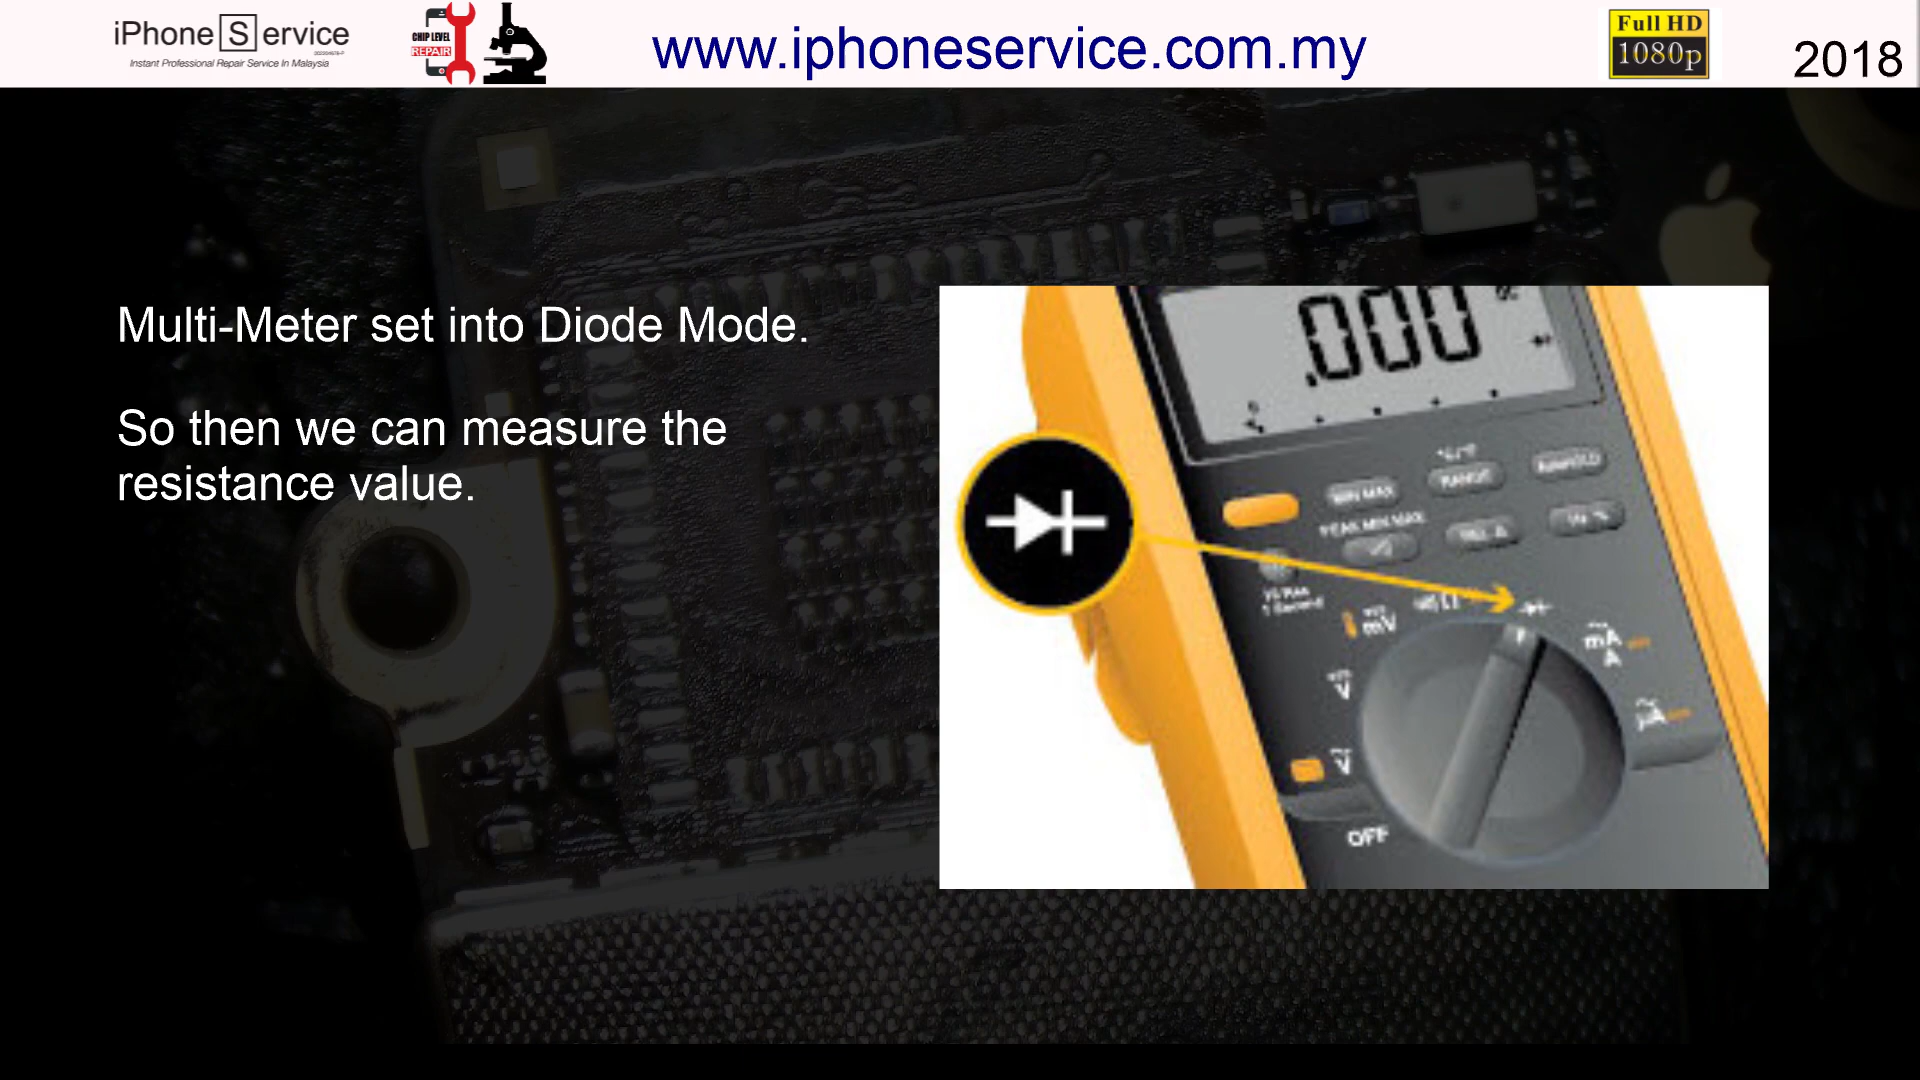 iPhone S ervice
Instant Professional Repair Service In Malaysia
CHIP LEVEL
REPAIR
www.iphoneservice.com.my
Full HD
1080p
2018
Multi-Meter set into Diode Mode.
So then we can measure the
resistance value.
.000
MIN MAX
RANGE
PEAK MIN MAX
Hz %
mV
mA
A
V
µA
V
OFF